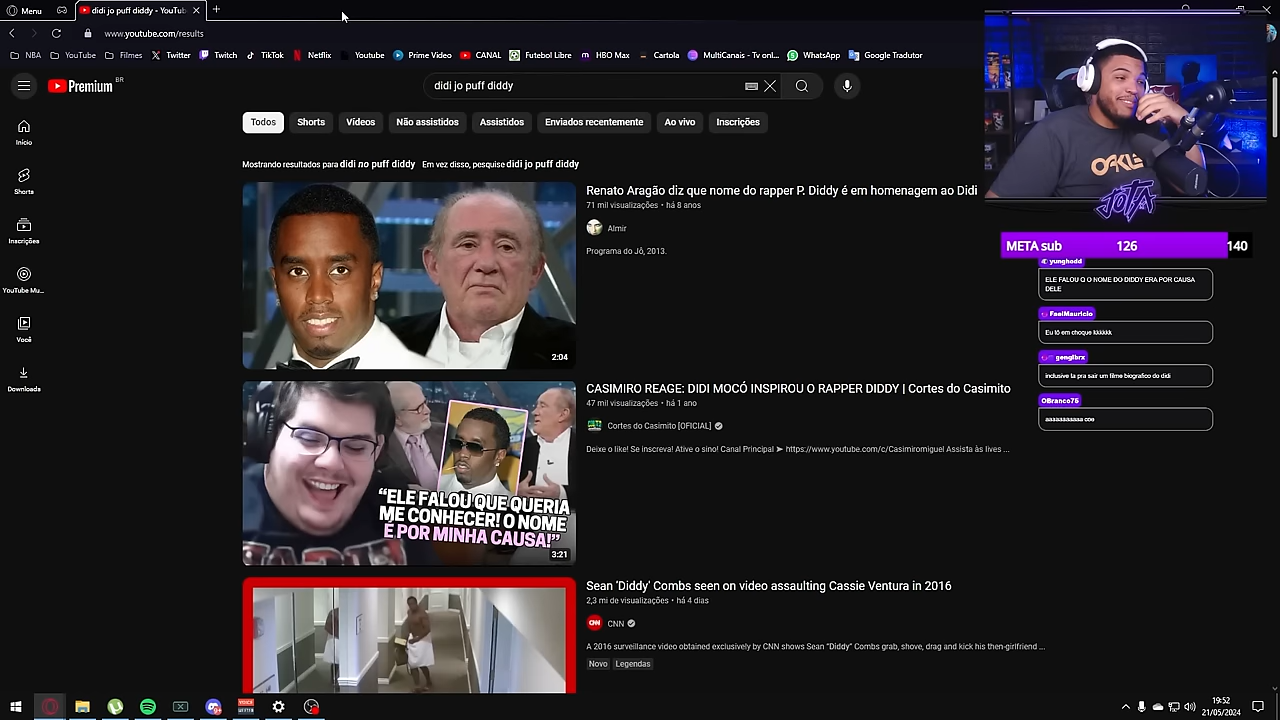 Menu
didi jo puff diddy - YouTub
www.youtube.com/results
NBA
YouTube
Filmes
Twitter
Twitch
TikTok
Netflix
Youtube
Prime Video
CANAL
Futebol Libre
HBO Max
Cartola
MultiCanais - Tv onl...
WhatsApp
Google Tradutor
Premium BR
didi jo puff diddy
Todos
Shorts
Vídeos
Não assistidos
Assistidos
Enviados recentemente
Ao vivo
Inscrições
Início
Shorts
Inscrições
YouTube Mu...
Você
Downloads
Mostrando resultados para didi no puff diddy Em vez disso, pesquise didi jo puff diddy
2:04
Renato Aragão diz que nome do rapper P. Diddy é em homenagem ao Didi
71 mil visualizações • há 8 anos
Almir
Programa do Jô, 2013.
"ELE FALOU QUE QUERIA
ME CONHECER! O NOME
É POR MINHA CAUSA!"
3:21
CASIMIRO REAGE: DIDI MOCÓ INSPIROU O RAPPER DIDDY | Cortes do Casimito
47 mil visualizações • há 1 ano
Cortes do Casimito [OFICIAL]
Deixe o like! Se inscreva! Ative o sino! Canal Principal ➤ https://www.youtube.com/c/Casimiromiguel Assista às lives ...
Sean 'Diddy' Combs seen on video assaulting Cassie Ventura in 2016
2,3 mi de visualizações • há 4 dias
CNN
CNN
A 2016 surveillance video obtained exclusively by CNN shows Sean "Diddy" Combs grab, shove, drag and kick his then-girlfriend ...
Novo
Legendas
OAKLE
JOTA
META sub 126 140
yunghodd
ELE FALOU Q O NOME DO DIDDY ERA POR CAUSA
DELE
FaelMauricio
Eu tô em choque kkkkkk
genglbrx
inclusive ta pra sair um filme biografico do didi
OBranco75
19:52
21/05/2024